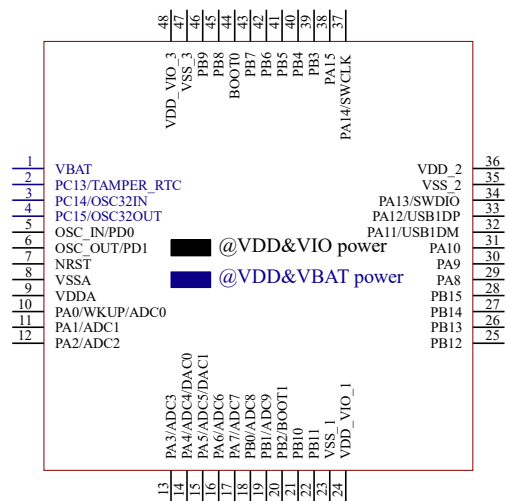 48 47 46 45 44 43 42 41 40 39 38 37
VDD_VIO_3
VSS_3
PB9
PB8
BOOT0
PB7
PB6
PB5
PB4
PB3
PA15
PA14/SWCLK
1 VBAT
2 PC13/TAMPER_RTC
3 PC14/OSC32IN
4 PC15/OSC32OUT
5 OSC_IN/PD0
6 OSC_OUT/PD1
7 NRST
8 VSSA
9 VDDA
10 PA0/WKUP/ADC0
11 PA1/ADC1
12 PA2/ADC2
@VDD&VIO power
@VDD&VBAT power
VDD_2 36
VSS_2 35
PA13/SWDIO 34
PA12/USB1DP 33
PA11/USB1DM 32
PA10 31
PA9 30
PA8 29
PB15 28
PB14 27
PB13 26
PB12 25
PA3/ADC3
PA4/ADC4/DAC0
PA5/ADC5/DAC1
PA6/ADC6
PA7/ADC7
PB0/ADC8
PB1/ADC9
PB2/BOOT1
PB10
PB11
VSS_1
VDD_VIO_1
13 14 15 16 17 18 19 20 21 22 23 24